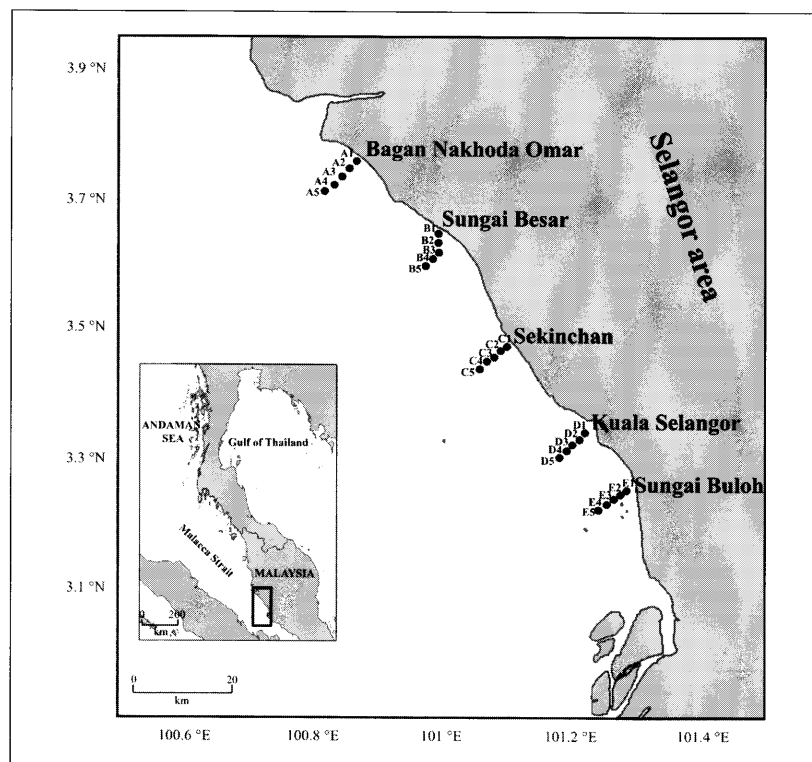 3.9 °N
3.7 °N
3.5 °N
3.3 °N
3.1 °N
100.6 °E
100.8 °E
101 °E
101.2 °E
101.4 °E
Bagan Nakhoda Omar
A1
A2
A3
A4
A5
Sungai Besar
B1
B2
B3
B4
B5
Sekinchan
C1
C2
C3
C4
C5
Kuala Selangor
D1
D2
D3
D4
D5
Sungai Buloh
E1
E2
E3
E4
E5
Selangor area
ANDAMAN
SEA
Gulf of Thailand
Malacca Strait
MALAYSIA
0 200
km
0 20
km